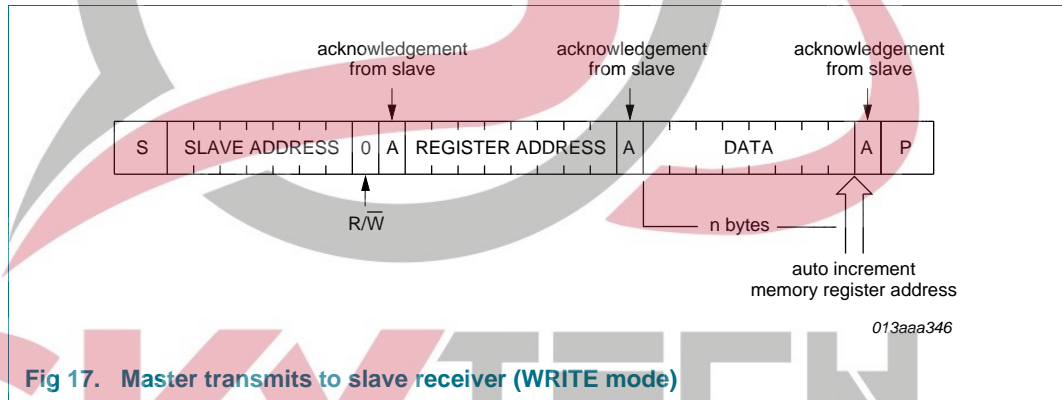 acknowledgement
from slave
acknowledgement
from slave
acknowledgement
from slave
S SLAVE ADDRESS 0 A REGISTER ADDRESS A DATA A P
R/W̅
n bytes
auto increment
memory register address
013aaa346
SKYTECH
Fig 17. Master transmits to slave receiver (WRITE mode)